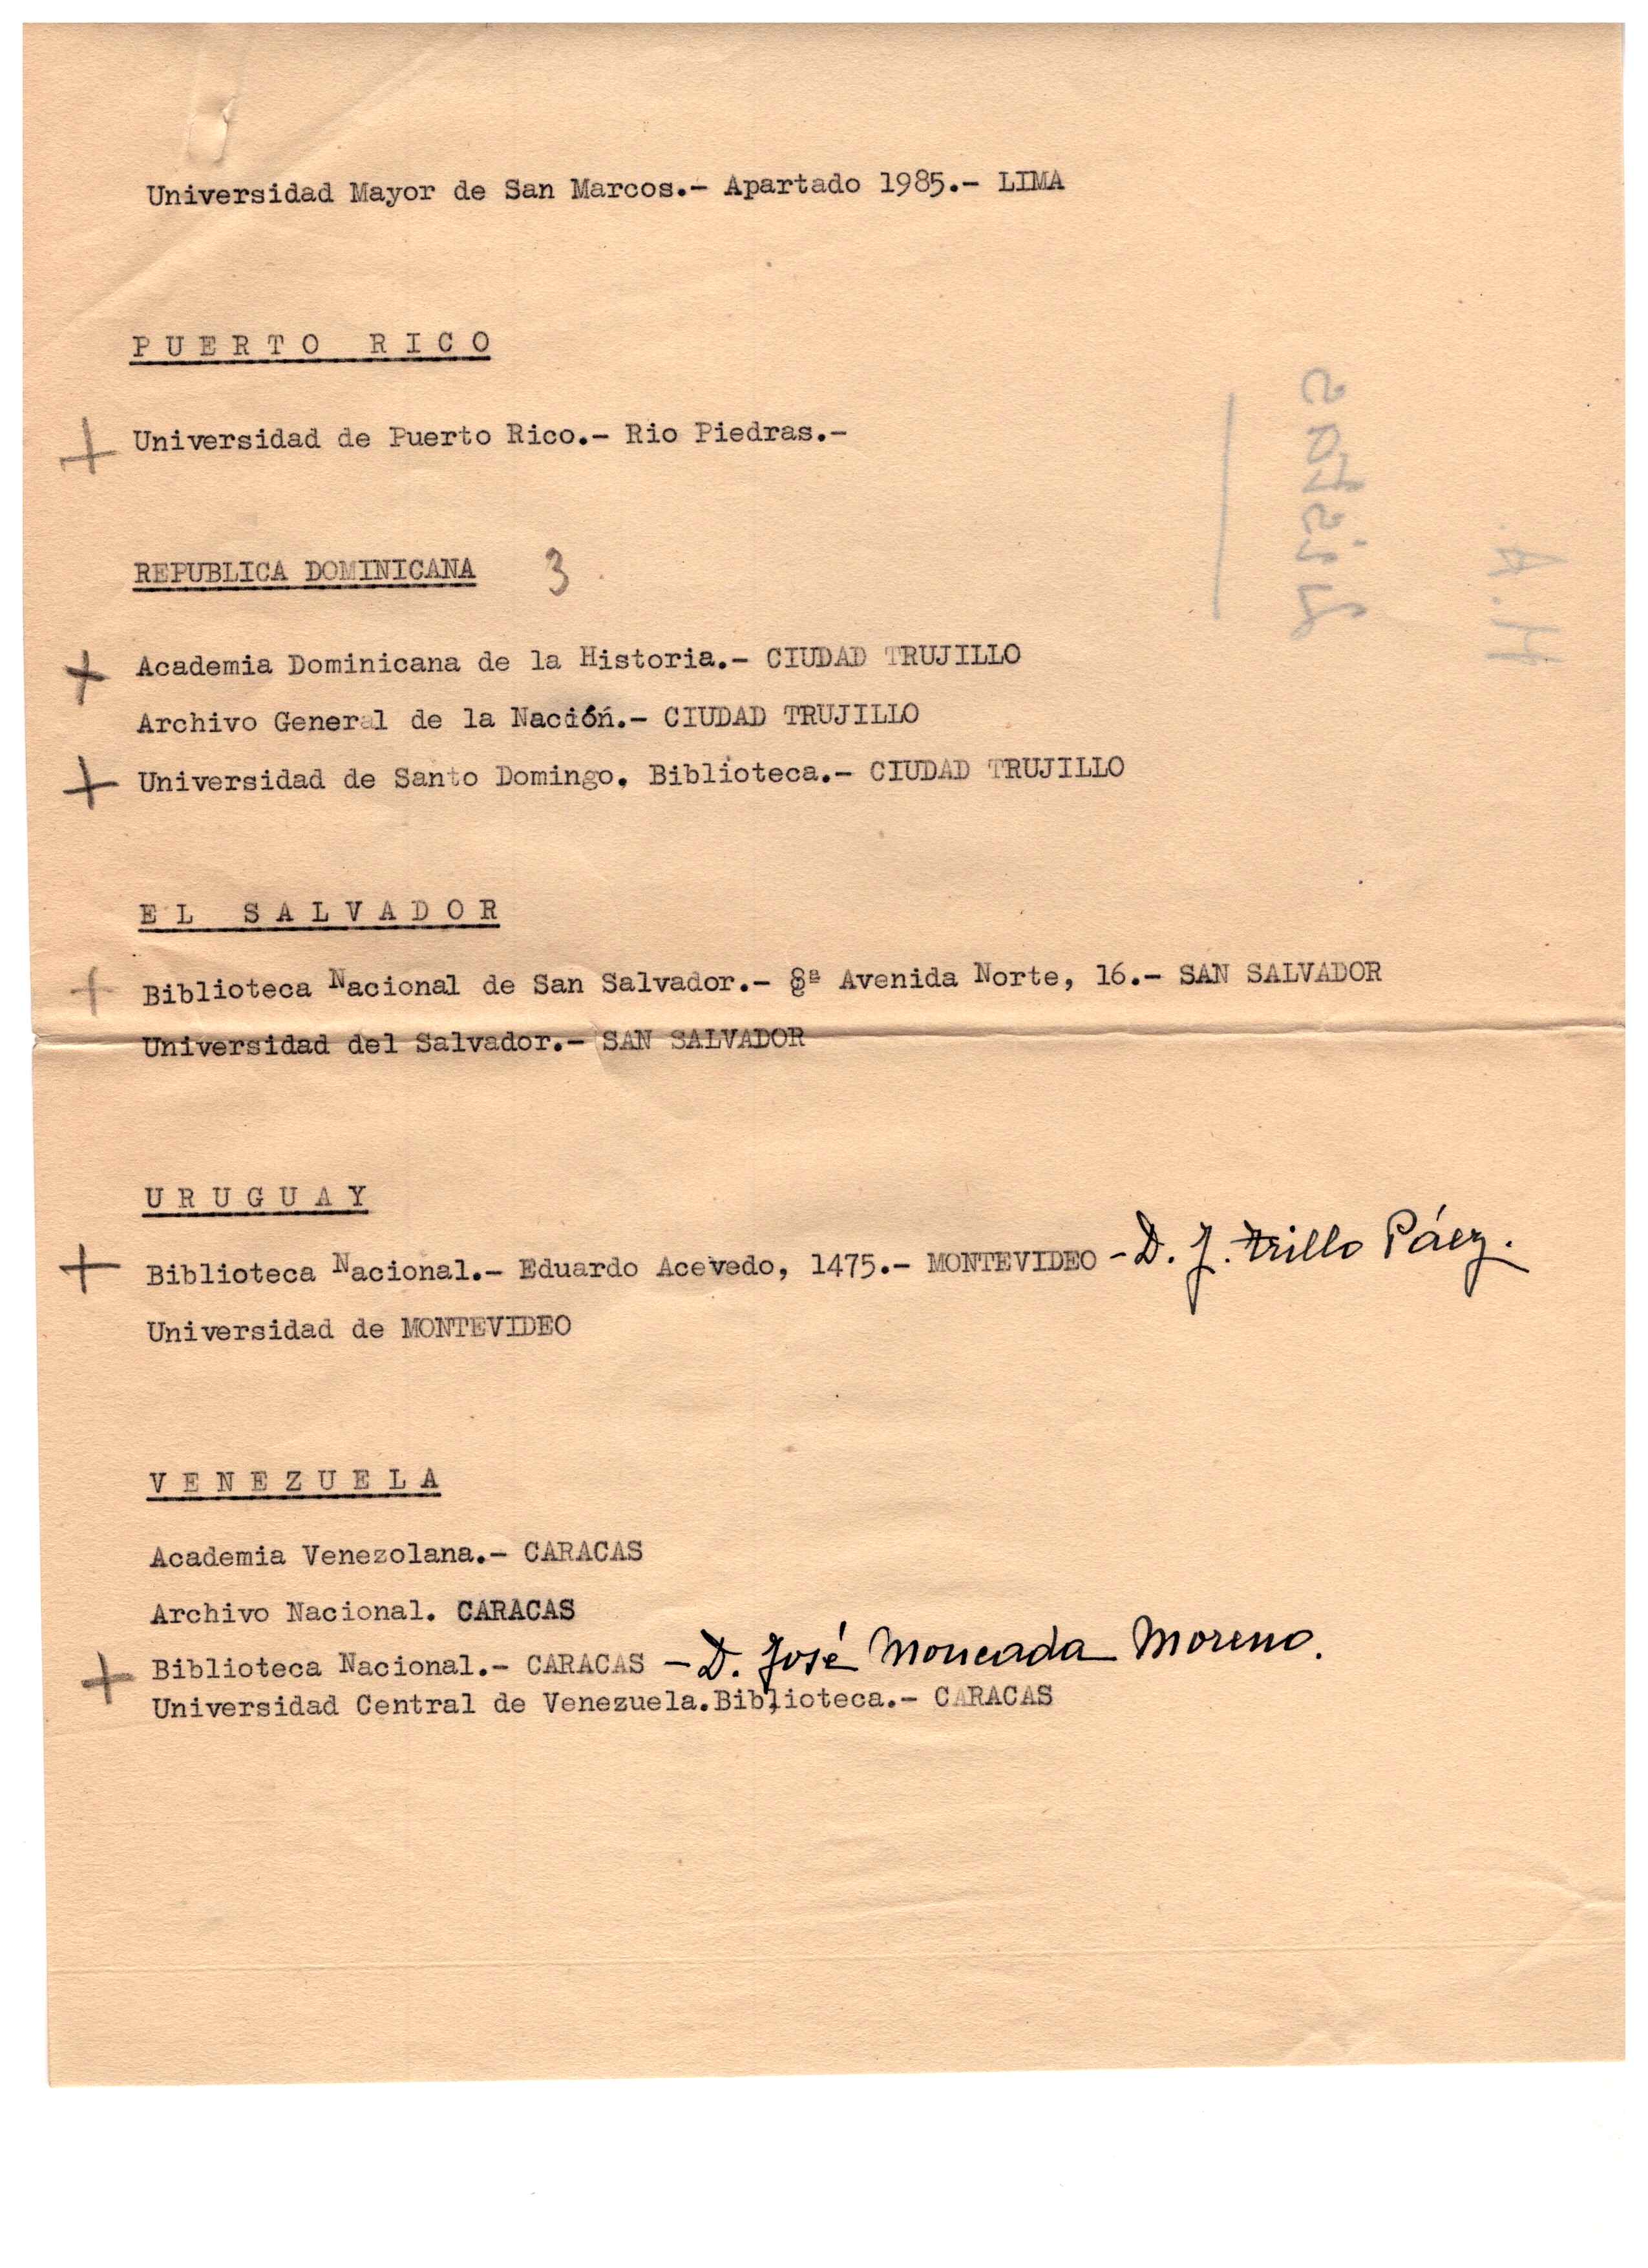 Universidad Mayor de San Marcos.- Apartado 1985.- LIMA
PUERTO RICO
+ Universidad de Puerto Rico.- Rio Piedras.-
REPUBLICA DOMINICANA 3
+ Academia Dominicana de la Historia.- CIUDAD TRUJILLO
Archivo General de la Nación.- CIUDAD TRUJILLO
+ Universidad de Santo Domingo. Biblioteca.- CIUDAD TRUJILLO
EL SALVADOR
+ Biblioteca Nacional de San Salvador.- 8ª Avenida Norte, 16.- SAN SALVADOR
Universidad del Salvador.- SAN SALVADOR
URUGUAY
+ Biblioteca Nacional.- Eduardo Acevedo, 1475.- MONTEVIDEO - D. J. Trillo Páez.
Universidad de MONTEVIDEO
VENEZUELA
Academia Venezolana.- CARACAS
Archivo Nacional. CARACAS
+ Biblioteca Nacional.- CARACAS - D. José Moncada Moreno.
Universidad Central de Venezuela.Biblioteca.- CARACAS
H.A.
Listas